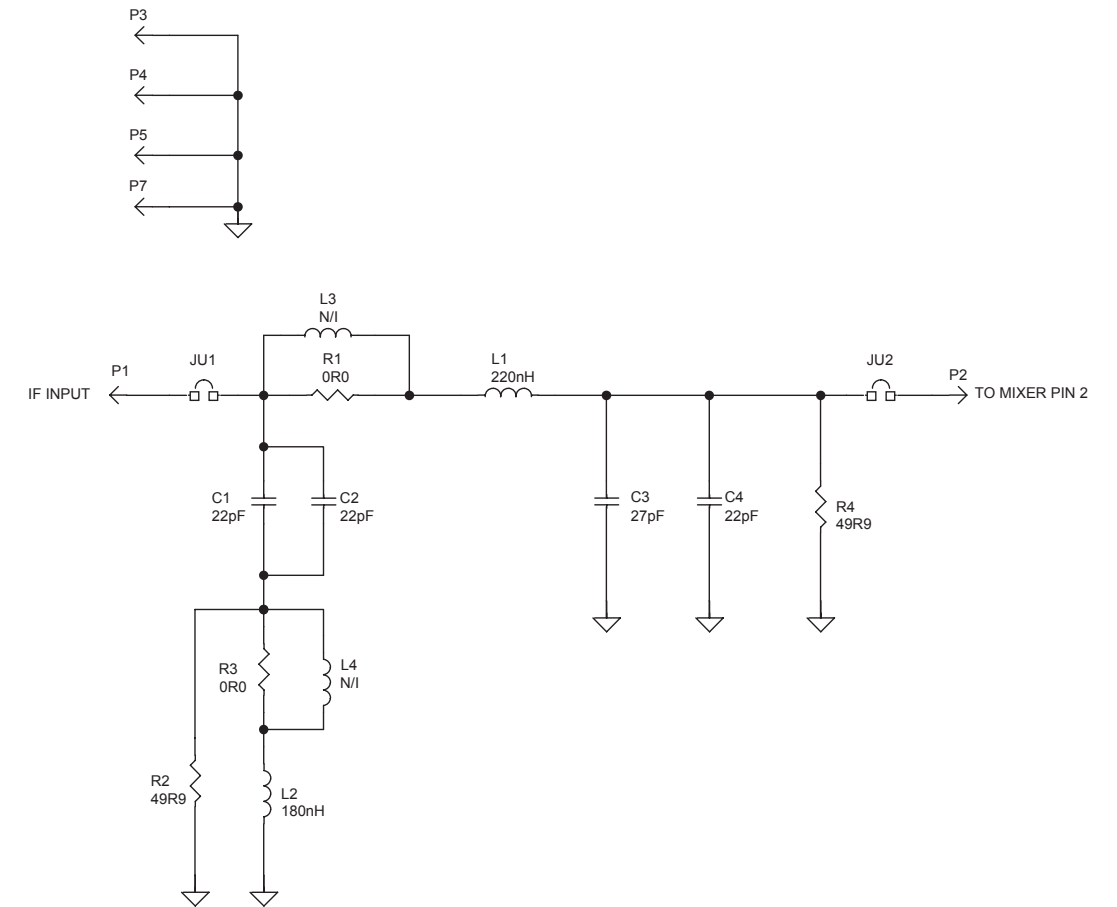 P3
P4
P5
P7
L3
N/I
IF INPUT
P1
JU1
R1
0R0
L1
220nH
JU2
P2
TO MIXER PIN 2
C1
22pF
C2
22pF
C3
27pF
C4
22pF
R4
49R9
R3
0R0
L4
N/I
R2
49R9
L2
180nH